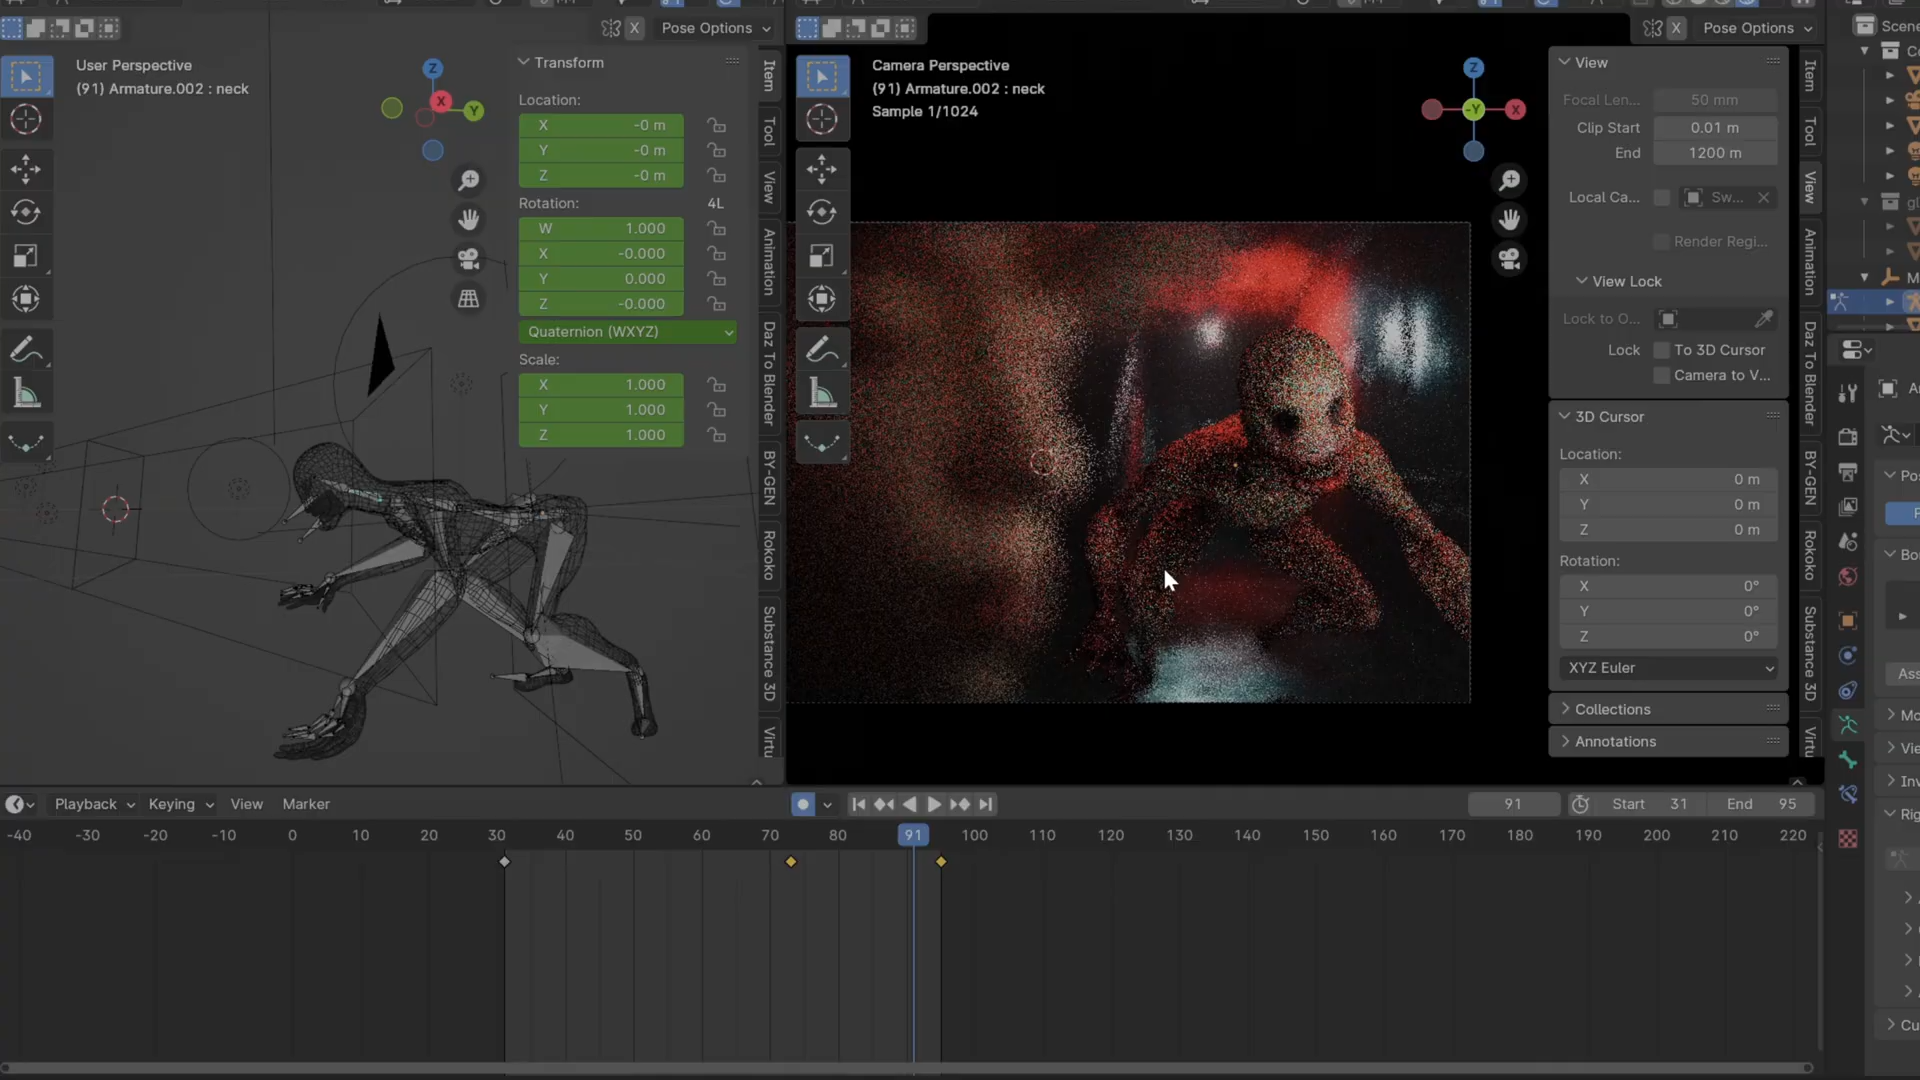 Pose Options
User Perspective
(91) Armature.002 : neck
Z
X
Y
Transform
Location:
X -0 m
Y -0 m
Z -0 m
Rotation: 4L
W 1.000
X -0.000
Y 0.000
Z -0.000
Quaternion (WXYZ)
Scale:
X 1.000
Y 1.000
Z 1.000
Item
Tool
View
Animation
Daz To Blender
BY-GEN
Rokoko
Substance 3D
Virtu
Pose Options
Camera Perspective
(91) Armature.002 : neck
Sample 1/1024
Z
-Y
X
View
Focal Len... 50 mm
Clip Start 0.01 m
End 1200 m
Local Ca... Sw...
Render Regi...
View Lock
Lock to O...
Lock To 3D Cursor
Camera to V...
3D Cursor
Location:
X 0 m
Y 0 m
Z 0 m
Rotation:
X 0°
Y 0°
Z 0°
XYZ Euler
Collections
Annotations
Item
Tool
View
Animation
Daz To Blender
BY-GEN
Rokoko
Substance 3D
Virtu
Scene
Playback Keying View Marker
91 Start 31 End 95
-40 -30 -20 -10 0 10 20 30 40 50 60 70 80 91 100 110 120 130 140 150 160 170 180 190 200 210 220